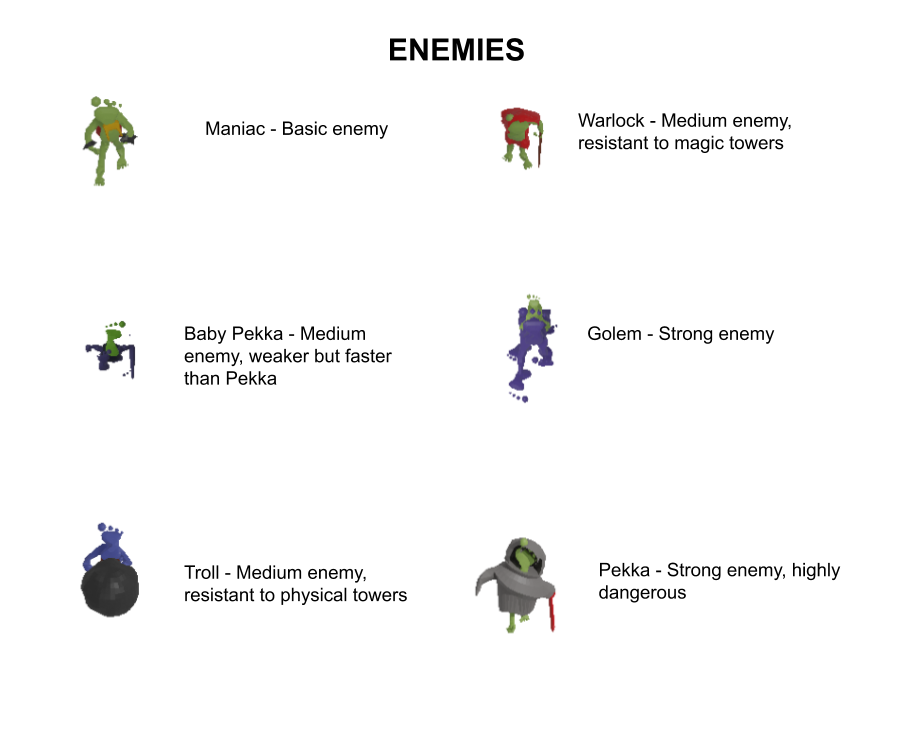 ENEMIES
Maniac - Basic enemy
Warlock - Medium enemy,
resistant to magic towers
Baby Pekka - Medium
enemy, weaker but faster
than Pekka
Golem - Strong enemy
Troll - Medium enemy,
resistant to physical towers
Pekka - Strong enemy, highly
dangerous